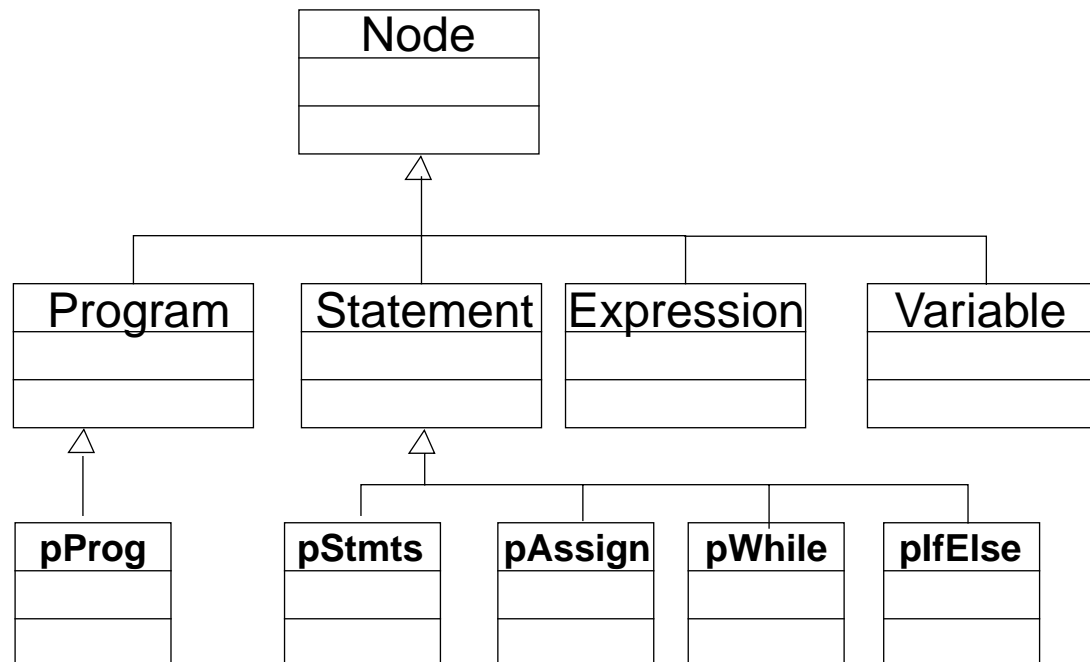 Node
Program Statement Expression Variable
pProg pStmts pAssign pWhile pIfElse